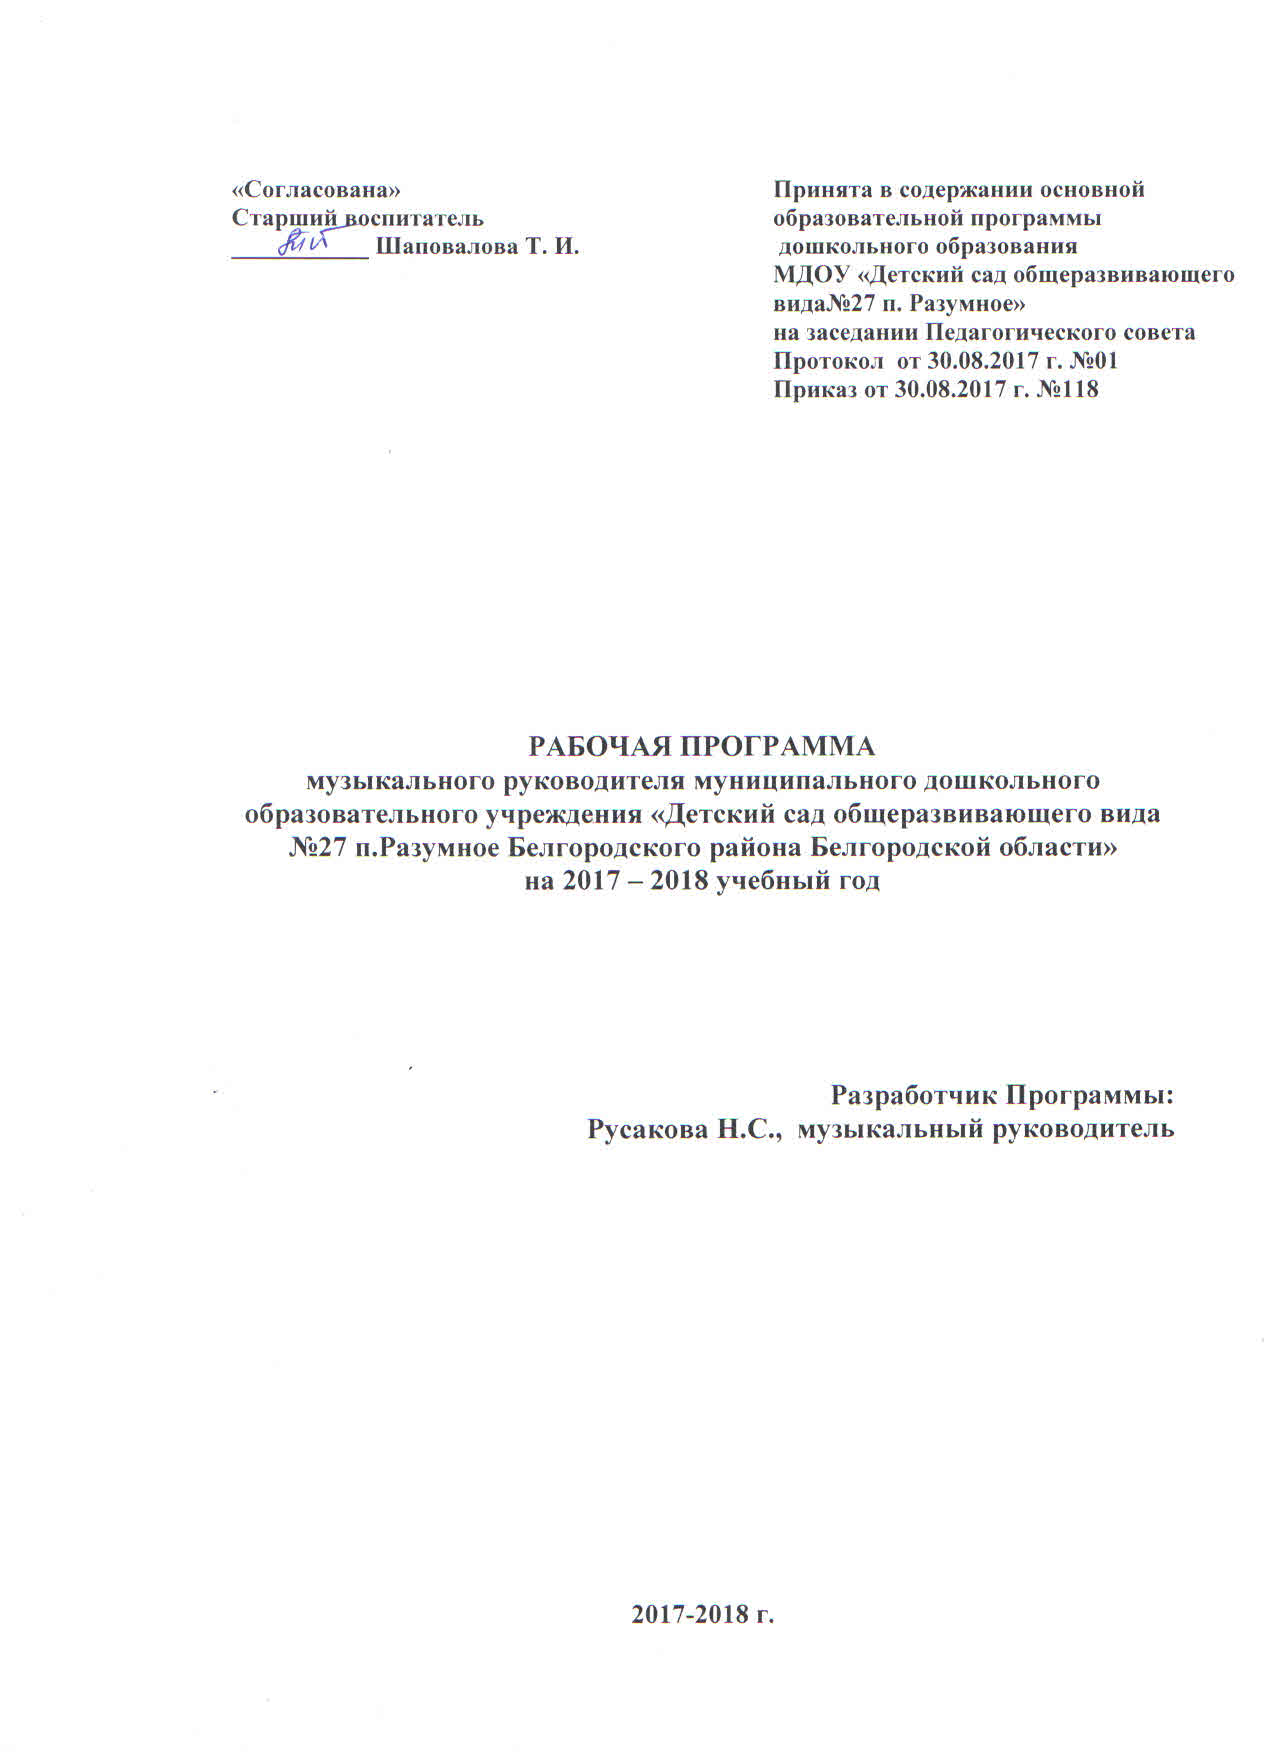 «Согласована»
Старший воспитатель
___________ Шаповалова Т. И.
Принята в содержании основной
образовательной программы
дошкольного образования
МДОУ «Детский сад общеразвивающего
вида№27 п. Разумное»
на заседании Педагогического совета
Протокол от 30.08.2017 г. №01
Приказ от 30.08.2017 г. №118
РАБОЧАЯ ПРОГРАММА
музыкального руководителя муниципального дошкольного
образовательного учреждения «Детский сад общеразвивающего вида
№27 п.Разумное Белгородского района Белгородской области»
на 2017 – 2018 учебный год
Разработчик Программы:
Русакова Н.С., музыкальный руководитель
2017-2018 г.